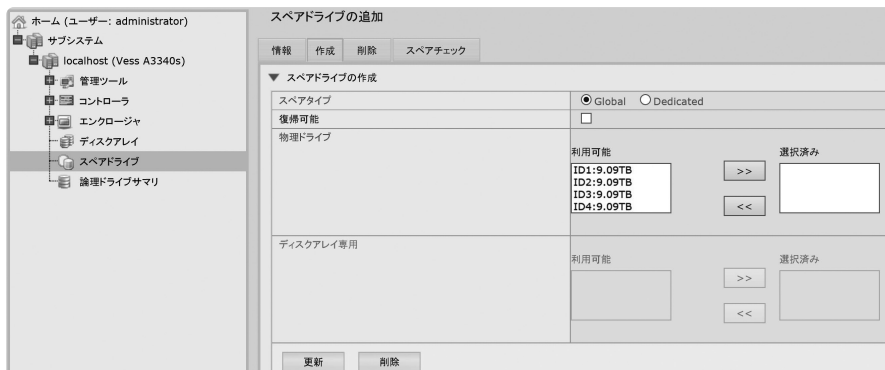 ホーム (ユーザー: administrator)
サブシステム
localhost (Vess A3340s)
管理ツール
コントローラ
エンクロージャ
ディスクアレイ
スペアドライブ
論理ドライブサマリ
スペアドライブの追加
情報 作成 削除 スペアチェック
▼ スペアドライブの作成
スペアタイプ Global Dedicated
復帰可能
物理ドライブ
利用可能 選択済み
ID1:9.09TB
ID2:9.09TB
ID3:9.09TB
ID4:9.09TB
>>
<<
ディスクアレイ専用
利用可能 選択済み
>>
<<
更新 削除